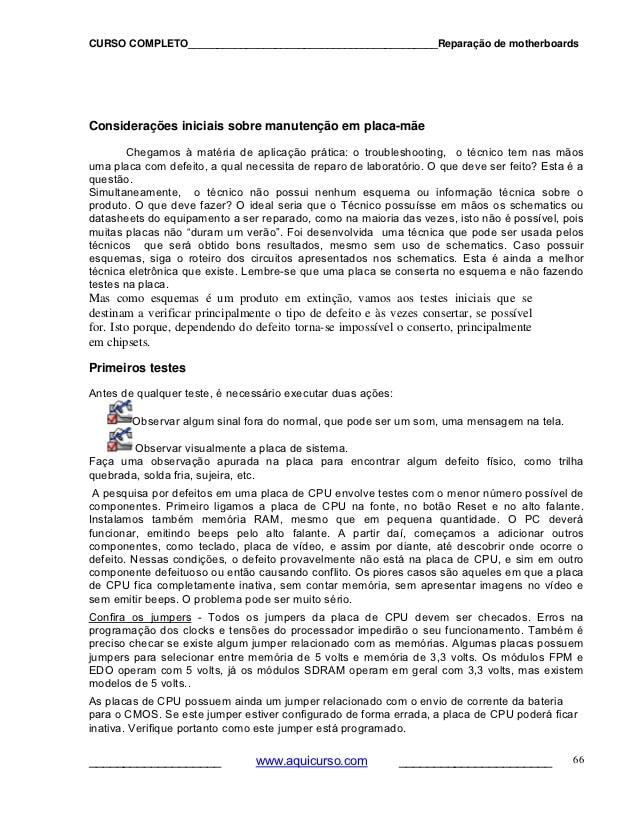 CURSO COMPLETO__________________________________________Reparação de motherboards
Considerações iniciais sobre manutenção em placa-mãe
Chegamos à matéria de aplicação prática: o troubleshooting, o técnico tem nas mãos
uma placa com defeito, a qual necessita de reparo de laboratório. O que deve ser feito? Esta é a
questão.
Simultaneamente, o técnico não possui nenhum esquema ou informação técnica sobre o
produto. O que deve fazer? O ideal seria que o Técnico possuísse em mãos os schematics ou
datasheets do equipamento a ser reparado, como na maioria das vezes, isto não é possível, pois
muitas placas não “duram um verão”. Foi desenvolvida uma técnica que pode ser usada pelos
técnicos que será obtido bons resultados, mesmo sem uso de schematics. Caso possuir
esquemas, siga o roteiro dos circuitos apresentados nos schematics. Esta é ainda a melhor
técnica eletrônica que existe. Lembre-se que uma placa se conserta no esquema e não fazendo
testes na placa.
Mas como esquemas é um produto em extinção, vamos aos testes iniciais que se
destinam a verificar principalmente o tipo de defeito e às vezes consertar, se possível
for. Isto porque, dependendo do defeito torna-se impossível o conserto, principalmente
em chipsets.
Primeiros testes
Antes de qualquer teste, é necessário executar duas ações:
Observar algum sinal fora do normal, que pode ser um som, uma mensagem na tela.
Observar visualmente a placa de sistema.
Faça uma observação apurada na placa para encontrar algum defeito físico, como trilha
quebrada, solda fria, sujeira, etc.
A pesquisa por defeitos em uma placa de CPU envolve testes com o menor número possível de
componentes. Primeiro ligamos a placa de CPU na fonte, no botão Reset e no alto falante.
Instalamos também memória RAM, mesmo que em pequena quantidade. O PC deverá
funcionar, emitindo beeps pelo alto falante. A partir daí, começamos a adicionar outros
componentes, como teclado, placa de vídeo, e assim por diante, até descobrir onde ocorre o
defeito. Nessas condições, o defeito provavelmente não está na placa de CPU, e sim em outro
componente defeituoso ou então causando conflito. Os piores casos são aqueles em que a placa
de CPU fica completamente inativa, sem contar memória, sem apresentar imagens no vídeo e
sem emitir beeps. O problema pode ser muito sério.
Confira os jumpers - Todos os jumpers da placa de CPU devem ser checados. Erros na
programação dos clocks e tensões do processador impedirão o seu funcionamento. Também é
preciso checar se existe algum jumper relacionado com as memórias. Algumas placas possuem
jumpers para selecionar entre memória de 5 volts e memória de 3,3 volts. Os módulos FPM e
EDO operam com 5 volts, já os módulos SDRAM operam em geral com 3,3 volts, mas existem
modelos de 5 volts..
As placas de CPU possuem ainda um jumper relacionado com o envio de corrente da bateria
para o CMOS. Se este jumper estiver configurado de forma errada, a placa de CPU poderá ficar
inativa. Verifique portanto como este jumper está programado.
___________________ www.aquicurso.com ______________________ 66